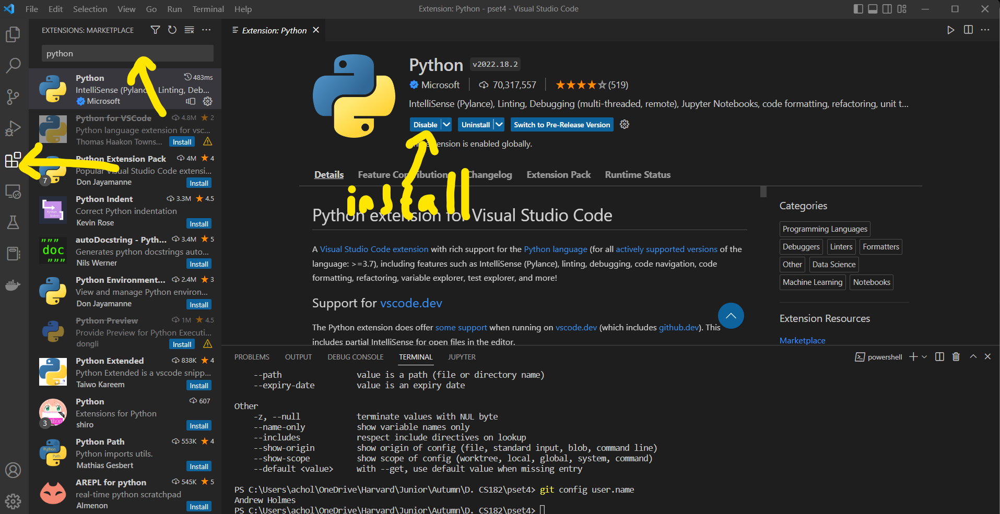 File Edit Selection View Go Run Terminal Help
Extension: Python - pset4 - Visual Studio Code
EXTENSIONS: MARKETPLACE
python
Python 483ms
IntelliSense (Pylance), Linting, Deb...
Microsoft
Python for VSCode 4.8M 2
Python language extension for vsc...
Thomas Haakon Towns... Install
Python Extension Pack 4M 4
Popular Visual Studio Code extensi...
7 Don Jayamanne Install
Python Indent 3.3M 4.5
Correct Python indentation
Kevin Rose Install
autoDocstring - Pyth... 3.4M 5
"""
doc
"""
Generates python docstrings auto...
Nils Werner Install
Python Environment... 2.4M 3
View and manage Python environ...
Don Jayamanne Install
Python Preview 1M 4.5
Provide Preview for Python Executi...
dongli Install
Python Extended 838K 4
Python Extended is a vscode snipp...
Taiwo Kareem Install
Python 607
Extensions for Python
3 shiro Install
Python Path 553K 4
Python imports utils.
Mathias Gesbert Install
AREPL for python 545K 5
real-time python scratchpad
Almenon Install
Extension: Python
Python v2022.18.2
Microsoft 70,317,557 (519)
IntelliSense (Pylance), Linting, Debugging (multi-threaded, remote), Jupyter Notebooks, code formatting, refactoring, unit t...
Disable Uninstall Switch to Pre-Release Version
extension is enabled globally.
install
Details Feature Contributions Changelog Extension Pack Runtime Status
Python extension for Visual Studio Code
A Visual Studio Code extension with rich support for the Python language (for all actively supported versions of the
language: >=3.7), including features such as IntelliSense (Pylance), linting, debugging, code navigation, code
formatting, refactoring, variable explorer, test explorer, and more!
Support for vscode.dev
The Python extension does offer some support when running on vscode.dev (which includes github.dev). This
includes partial IntelliSense for open files in the editor.
Categories
Programming Languages
Debuggers Linters Formatters
Other Data Science
Machine Learning Notebooks
Extension Resources
Marketplace
PROBLEMS OUTPUT DEBUG CONSOLE TERMINAL JUPYTER
powershell
--path value is a path (file or directory name)
--expiry-date value is an expiry date
Other
-z, --null terminate values with NUL byte
--name-only show variable names only
--includes respect include directives on lookup
--show-origin show origin of config (file, standard input, blob, command line)
--show-scope show scope of config (worktree, local, global, system, command)
--default <value> with --get, use default value when missing entry
PS C:\Users\achol\OneDrive\Harvard\Junior\Autumn\D. CS182\pset4> git config user.name
Andrew Holmes
PS C:\Users\achol\OneDrive\Harvard\Junior\Autumn\D. CS182\pset4>